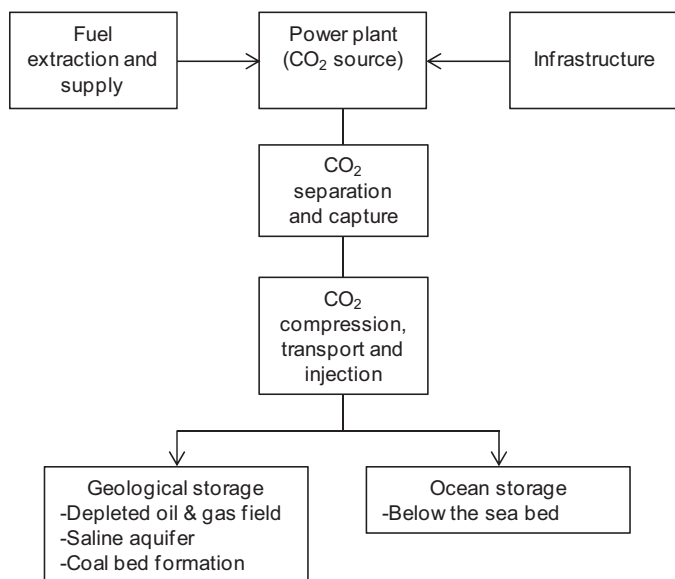 Fuel
extraction and
supply
Power plant
(CO₂ source)
Infrastructure
CO₂
separation
and capture
CO₂
compression,
transport and
injection
Geological storage
-Depleted oil & gas field
-Saline aquifer
-Coal bed formation
Ocean storage
-Below the sea bed